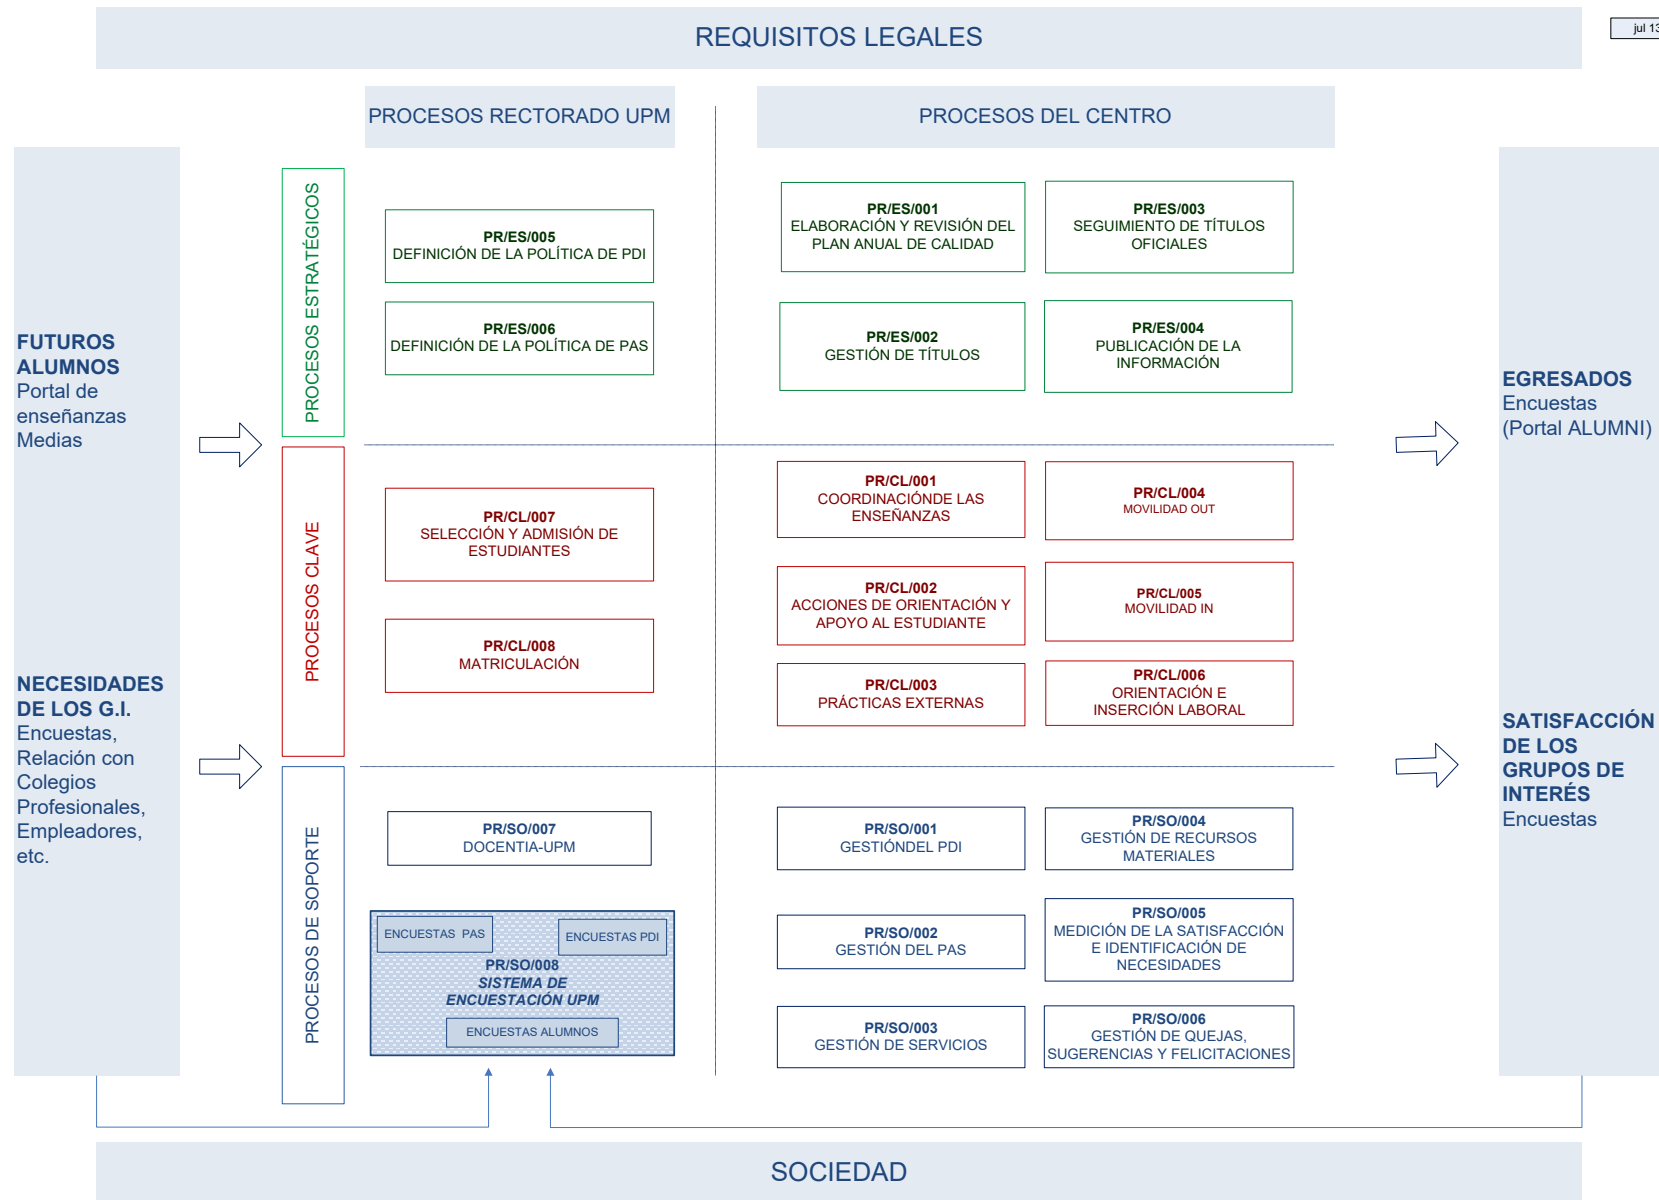 REQUISITOS LEGALES
jul 13
PROCESOS RECTORADO UPM
PROCESOS DEL CENTRO
FUTUROS
ALUMNOS
Portal de
enseñanzas
Medias
NECESIDADES
DE LOS G.I.
Encuestas,
Relación con
Colegios
Profesionales,
Empleadores,
etc.
PROCESOS ESTRATÉGICOS
PR/ES/005
DEFINICIÓN DE LA POLÍTICA DE PDI
PR/ES/006
DEFINICIÓN DE LA POLÍTICA DE PAS
PR/ES/001
ELABORACIÓN Y REVISIÓN DEL
PLAN ANUAL DE CALIDAD
PR/ES/003
SEGUIMIENTO DE TÍTULOS
OFICIALES
PR/ES/002
GESTIÓN DE TÍTULOS
PR/ES/004
PUBLICACIÓN DE LA
INFORMACIÓN
PROCESOS CLAVE
PR/CL/007
SELECCIÓN Y ADMISIÓN DE
ESTUDIANTES
PR/CL/008
MATRICULACIÓN
PR/CL/001
COORDINACIÓNDE LAS
ENSEÑANZAS
PR/CL/004
MOVILIDAD OUT
PR/CL/002
ACCIONES DE ORIENTACIÓN Y
APOYO AL ESTUDIANTE
PR/CL/005
MOVILIDAD IN
PR/CL/003
PRÁCTICAS EXTERNAS
PR/CL/006
ORIENTACIÓN E
INSERCIÓN LABORAL
PROCESOS DE SOPORTE
PR/SO/007
DOCENTIA-UPM
ENCUESTAS PAS
ENCUESTAS PDI
PR/SO/008
SISTEMA DE
ENCUESTACIÓN UPM
ENCUESTAS ALUMNOS
PR/SO/001
GESTIÓNDEL PDI
PR/SO/004
GESTIÓN DE RECURSOS
MATERIALES
PR/SO/002
GESTIÓN DEL PAS
PR/SO/005
MEDICIÓN DE LA SATISFACCIÓN
E IDENTIFICACIÓN DE
NECESIDADES
PR/SO/003
GESTIÓN DE SERVICIOS
PR/SO/006
GESTIÓN DE QUEJAS,
SUGERENCIAS Y FELICITACIONES
EGRESADOS
Encuestas
(Portal ALUMNI)
SATISFACCIÓN
DE LOS
GRUPOS DE
INTERÉS
Encuestas
SOCIEDAD